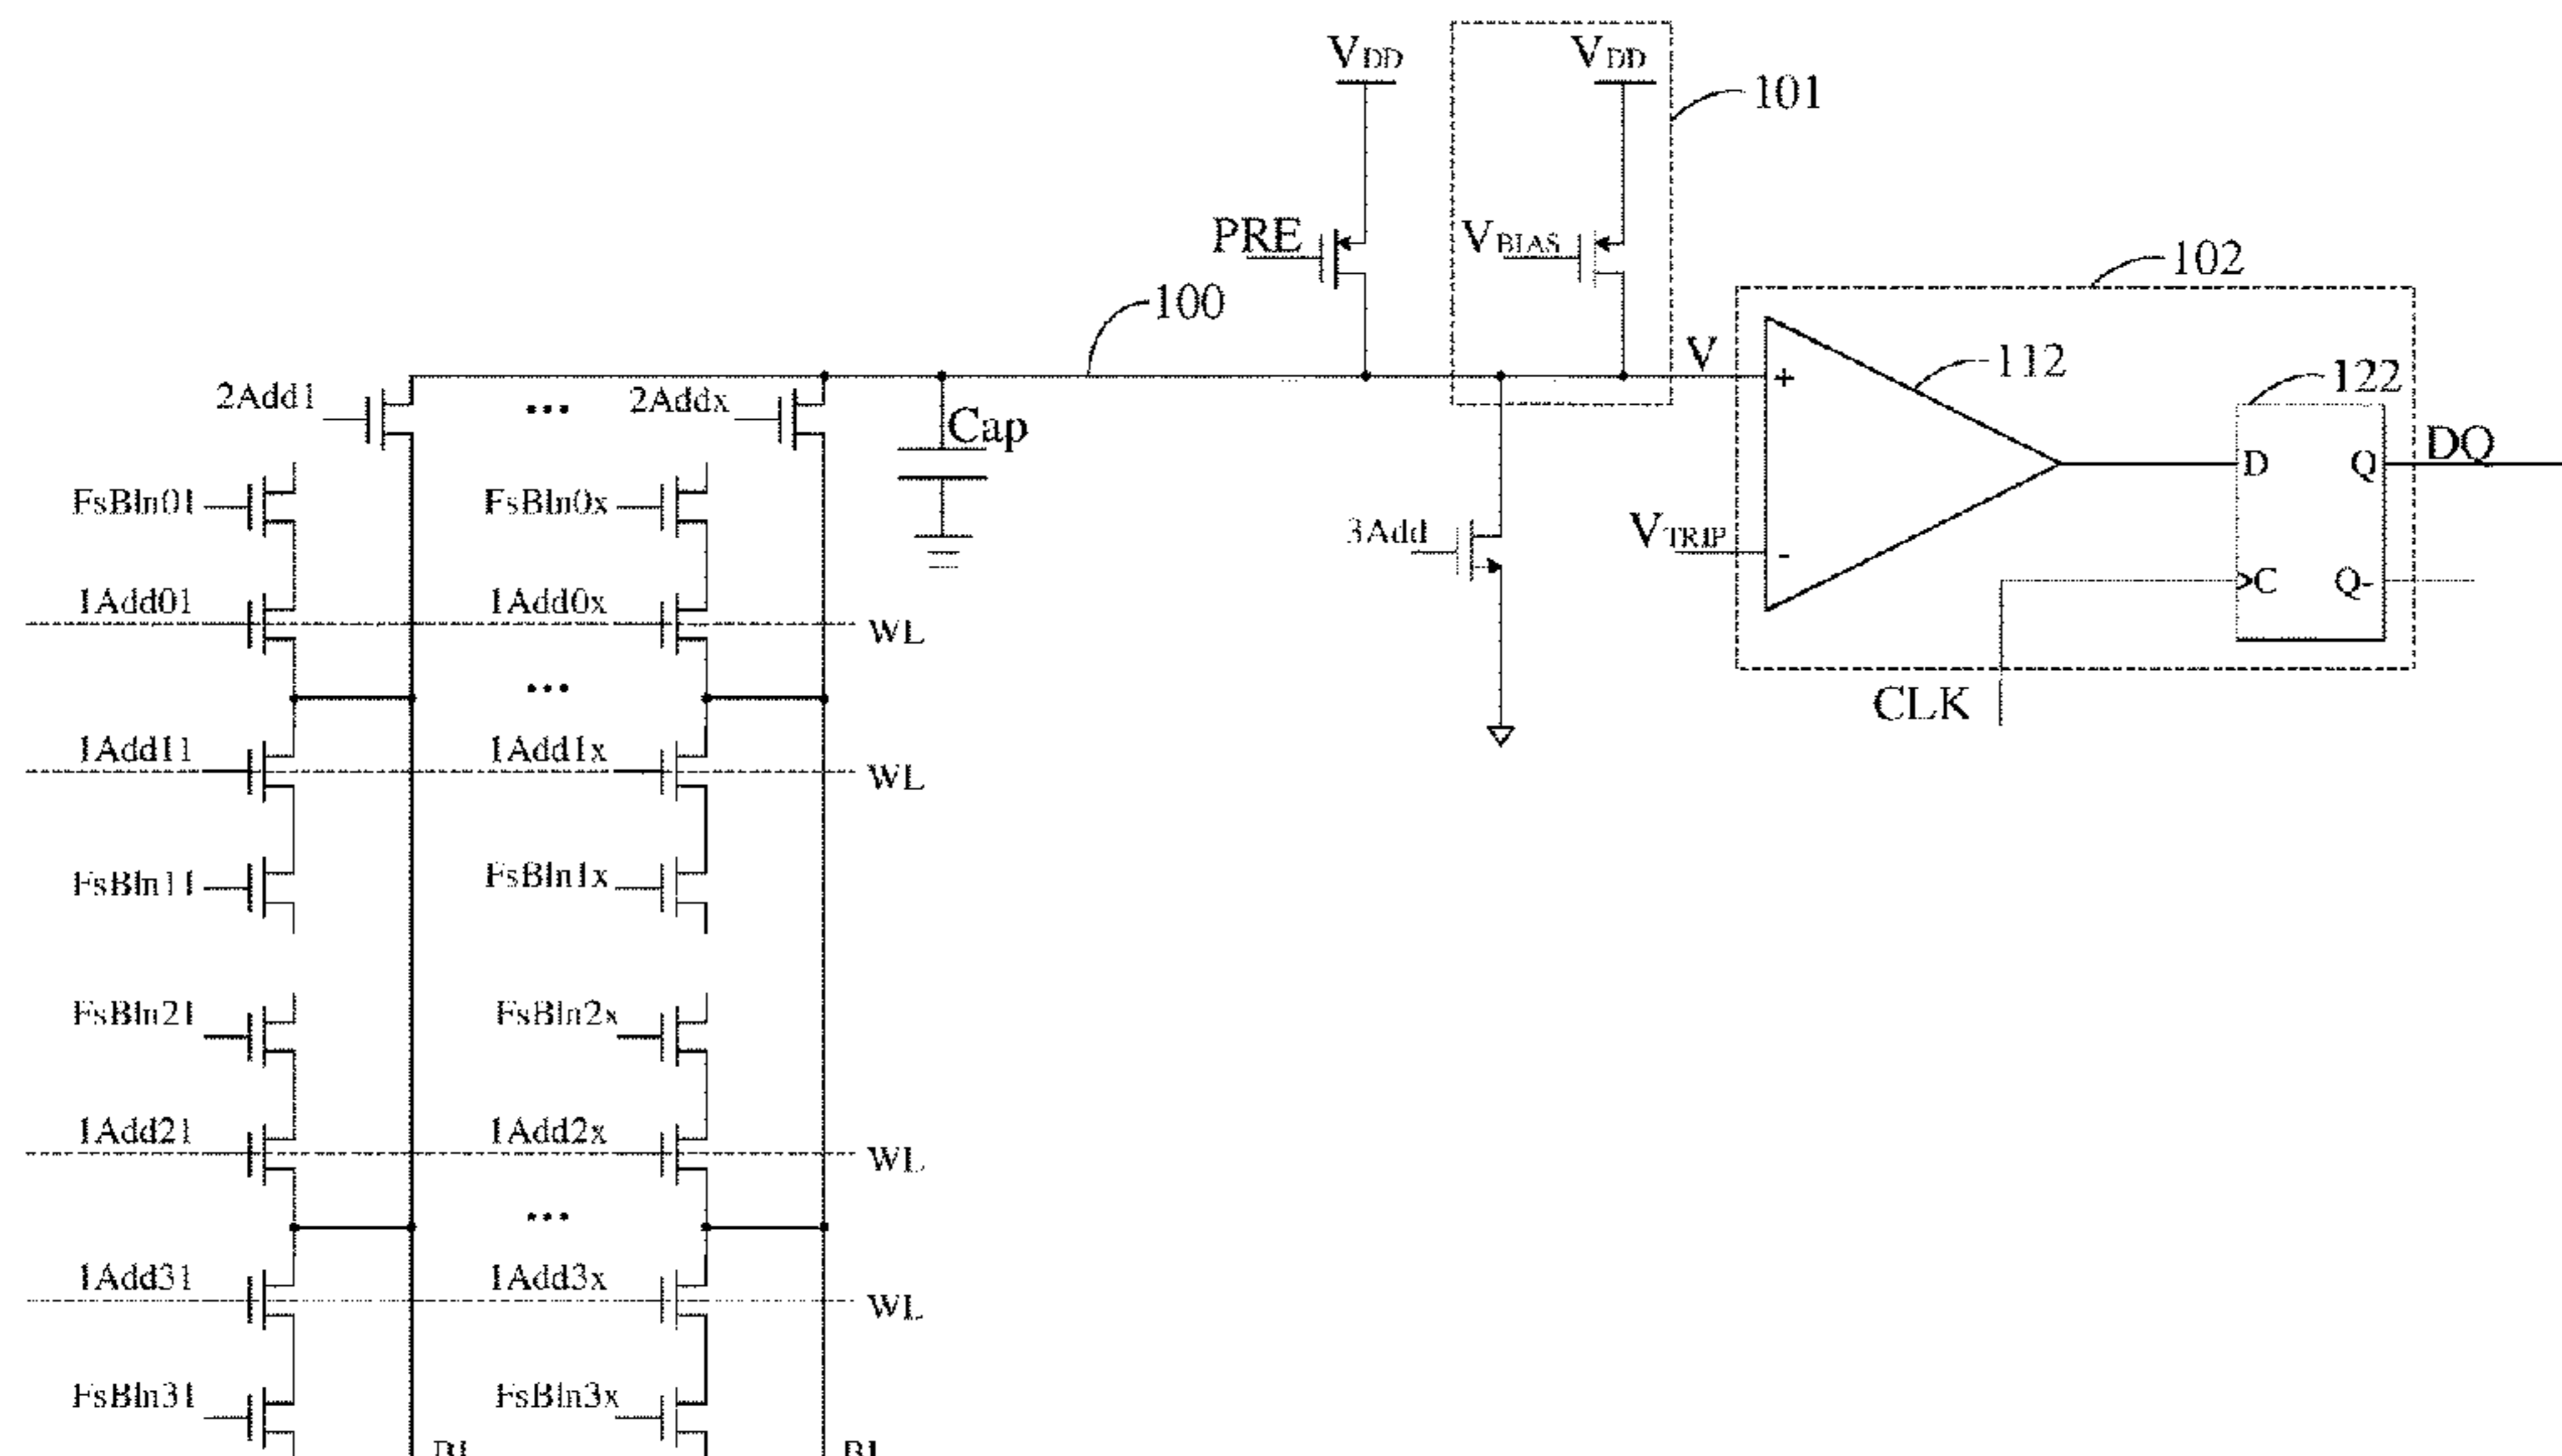 VDD VDD
101
PRE VBIAS
102
100
V
112
2Add1 ... 2Addx
+
122
Cap
DQ
D Q
FsBln01 FsBln0x
3Add
VTRIP
-
1Add01 1Add0x
>C Q-
WL
...
CLK
1Add11 1Add1x
WL
FsBln11 FsBln1x
FsBln21 FsBln2x
1Add21 1Add2x
WL
...
1Add31 1Add3x
WL
FsBln31 FsBln3x
BL BL